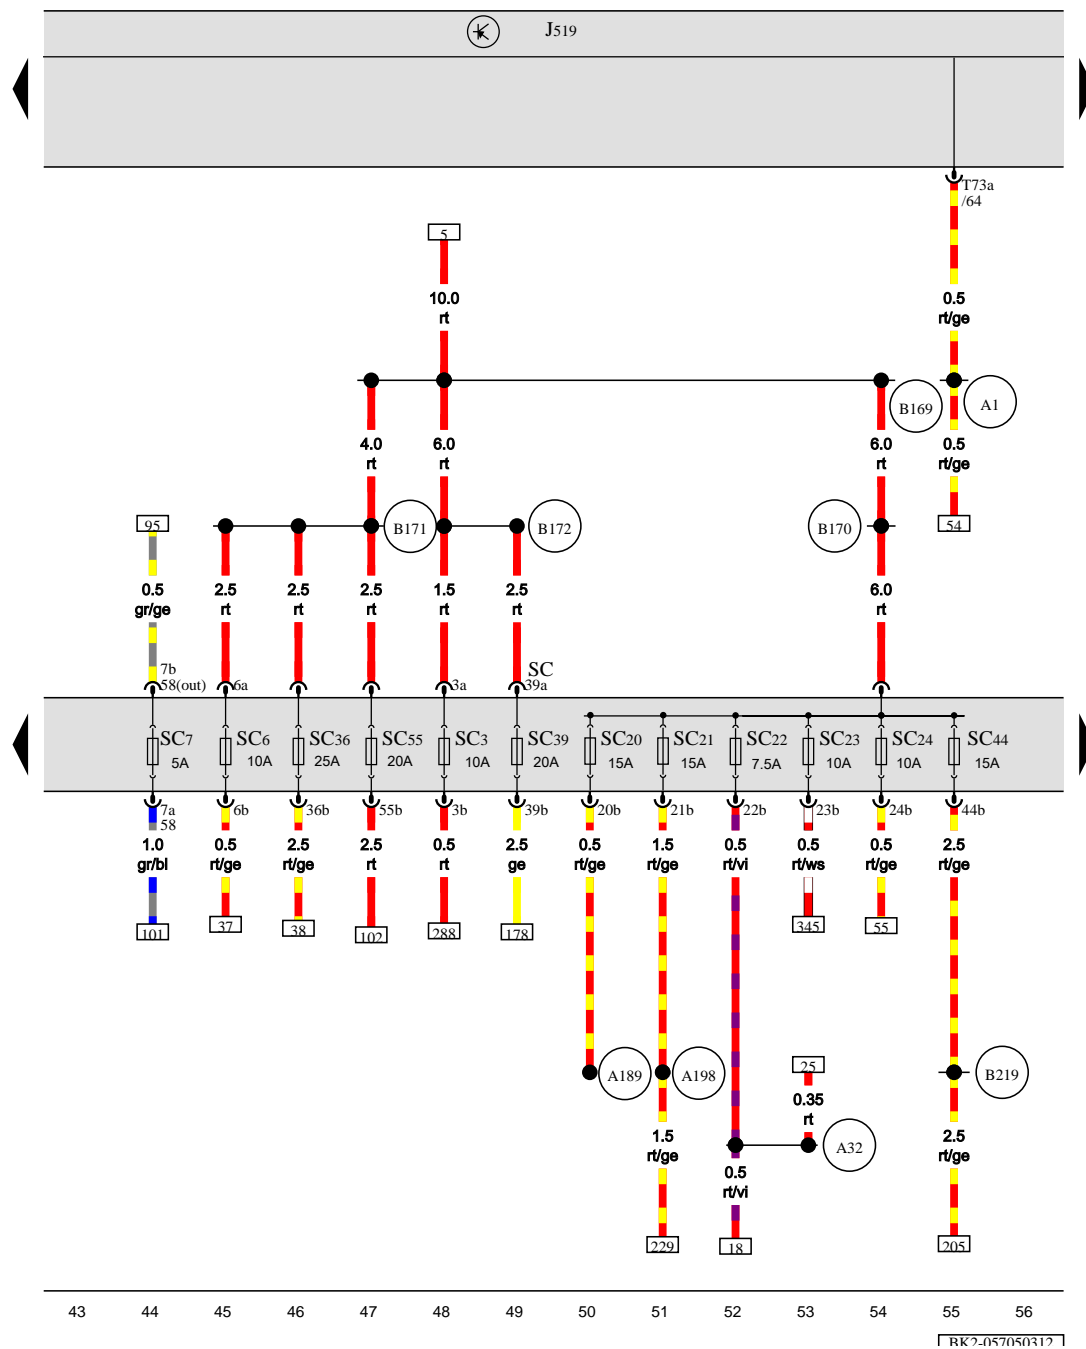 J519
T73a
/64
5
10.0
rt
0.5
rt/ge
B169
A1
4.0
rt
6.0
rt
6.0
rt
0.5
rt/ge
95
B171
B172
B170
54
0.5
gr/ge
2.5
rt
2.5
rt
2.5
rt
1.5
rt
2.5
rt
6.0
rt
7b
58(out)
6a
3a
SC
39a
SC7
5A
SC6
10A
SC36
25A
SC55
20A
SC3
10A
SC39
20A
SC20
15A
SC21
15A
SC22
7.5A
SC23
10A
SC24
10A
SC44
15A
7a
58
6b
36b
55b
3b
39b
20b
21b
22b
23b
24b
44b
1.0
gr/bl
0.5
rt/ge
2.5
rt/ge
2.5
rt
0.5
rt
2.5
ge
0.5
rt/ge
1.5
rt/ge
0.5
rt/vi
0.5
rt/ws
0.5
rt/ge
2.5
rt/ge
101
37
38
102
288
178
345
55
A189
A198
25
B219
0.35
rt
A32
1.5
rt/ge
0.5
rt/vi
2.5
rt/ge
229
18
205
43 44 45 46 47 48 49 50 51 52 53 54 55 56
BK2-057050312